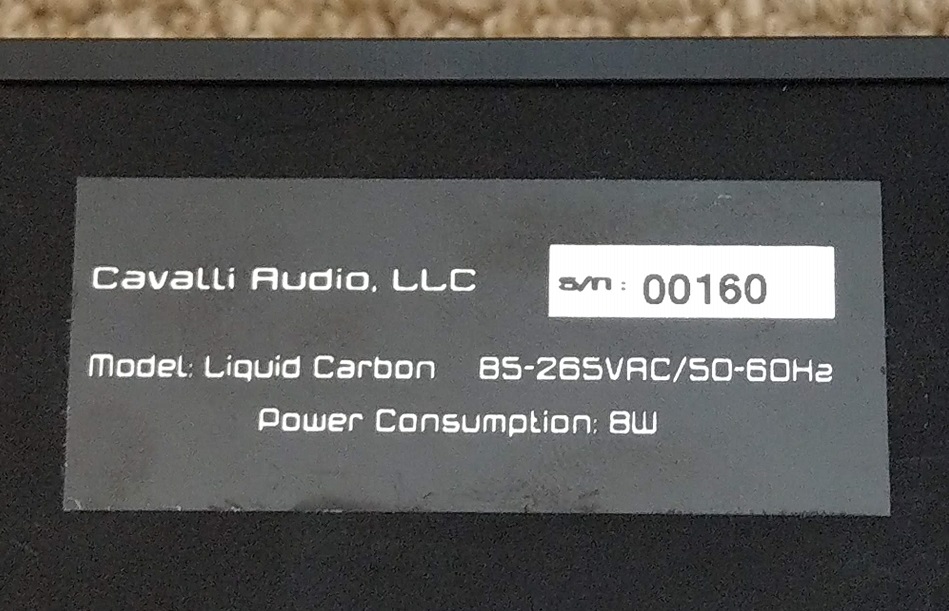 Cavalli Audio, LLC
s/n: 00160
Model: Liquid Carbon 85-265VAC/50-60Hz
Power Consumption: 8W